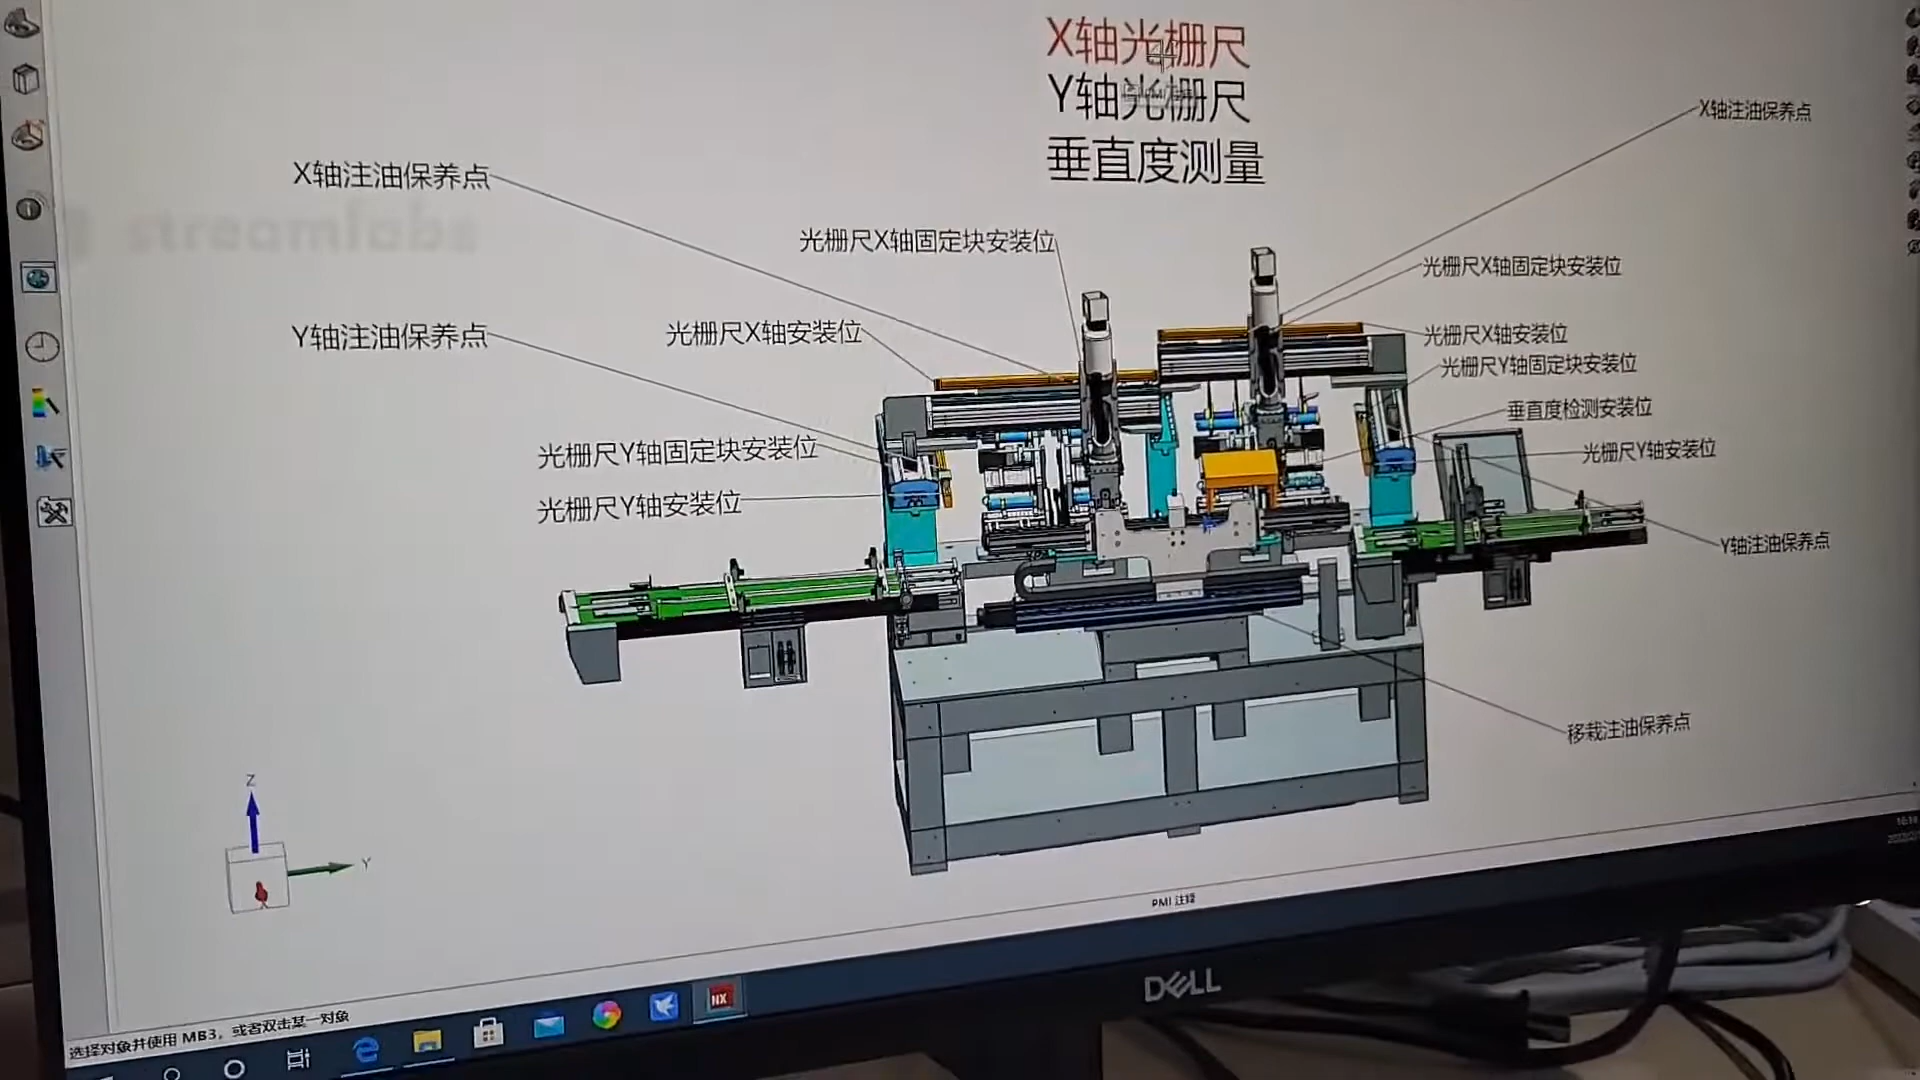 X轴光栅尺
Y轴光栅尺
垂直度测量
X轴注油保养点
X轴注油保养点
streamlabs
光栅尺X轴固定块安装位
光栅尺X轴固定块安装位
Y轴注油保养点
光栅尺X轴安装位
光栅尺X轴安装位
光栅尺Y轴固定块安装位
垂直度检测安装位
光栅尺Y轴固定块安装位
光栅尺Y轴安装位
光栅尺Y轴安装位
Y轴注油保养点
移栽注油保养点
Z
Y
PMI 注释
DELL
NX
选择对象并使用 MB3，或者双击某一对象